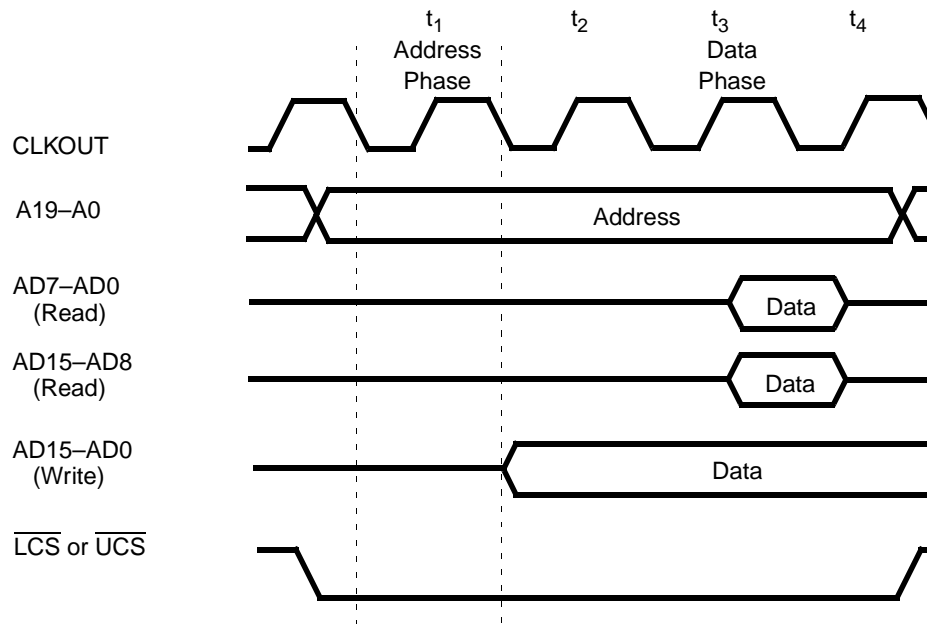 t1
Address
Phase
t2
t3
Data
Phase
t4
CLKOUT
A19–A0
Address
AD7–AD0
(Read)
Data
AD15–AD8
(Read)
Data
AD15–AD0
(Write)
Data
LCS or UCS